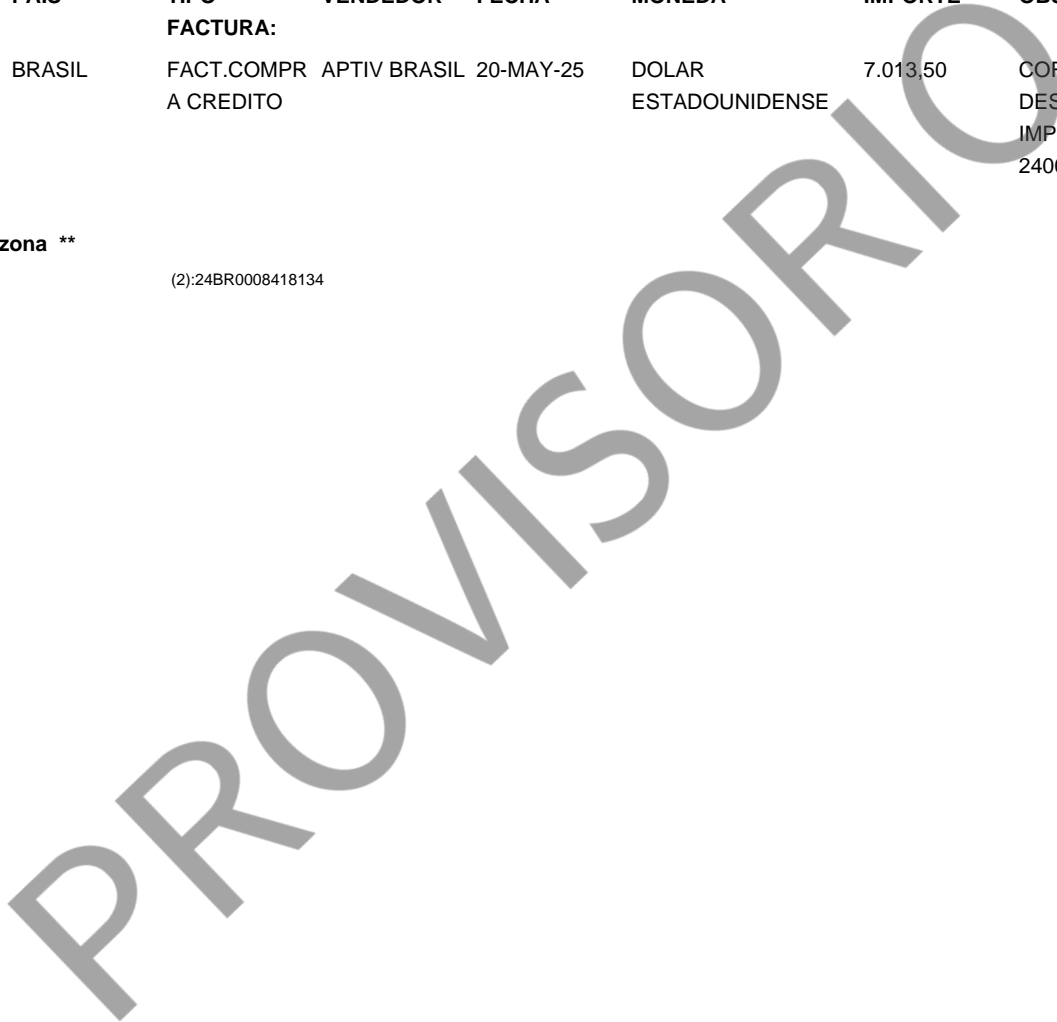 FACTURA:
BRASIL FACT.COMPR APTIV BRASIL 20-MAY-25 DOLAR 7.013,50
A CREDITO ESTADOUNIDENSE
zona **
(2):24BR0008418134
PROVISORIO